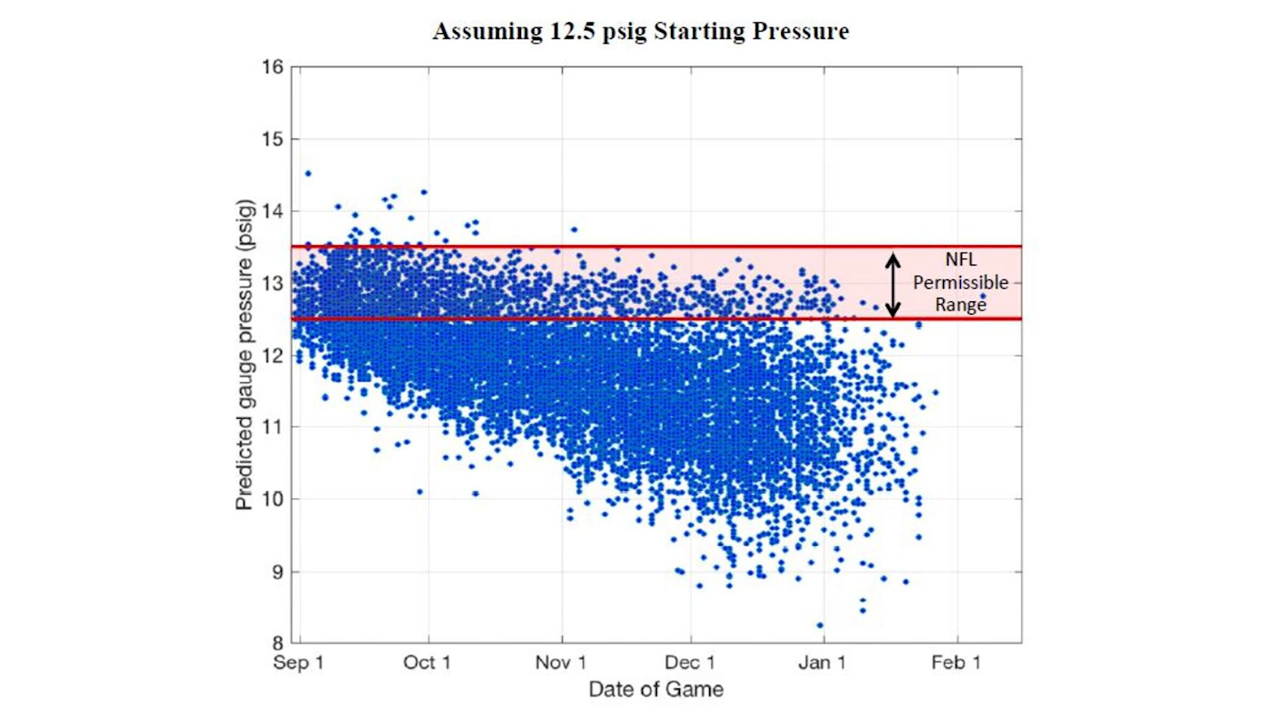 Assuming 12.5 psig Starting Pressure
16
15
14
13
12
11
10
9
8
Predicted gauge pressure (psig)
NFL
Permissible
Range
Sep 1
Oct 1
Nov 1
Dec 1
Jan 1
Feb 1
Date of Game